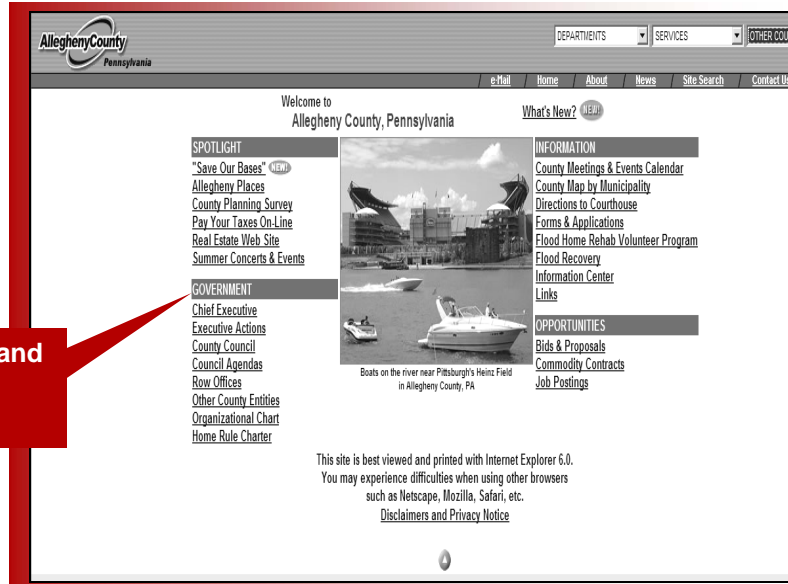 AlleghenyCounty
Pennsylvania
DEPARTMENTS
SERVICES
OTHER COU
e-Mail / Home / About / News / Site Search / Contact Us
Welcome to
Allegheny County, Pennsylvania
What's New? NEW!
SPOTLIGHT
"Save Our Bases" NEW!
Allegheny Places
County Planning Survey
Pay Your Taxes On-Line
Real Estate Web Site
Summer Concerts & Events
GOVERNMENT
Chief Executive
Executive Actions
County Council
Council Agendas
Row Offices
Other County Entities
Organizational Chart
Home Rule Charter
and
Boats on the river near Pittsburgh's Heinz Field
in Allegheny County, PA
INFORMATION
County Meetings & Events Calendar
County Map by Municipality
Directions to Courthouse
Forms & Applications
Flood Home Rehab Volunteer Program
Flood Recovery
Information Center
Links
OPPORTUNITIES
Bids & Proposals
Commodity Contracts
Job Postings
This site is best viewed and printed with Internet Explorer 6.0.
You may experience difficulties when using other browsers
such as Netscape, Mozilla, Safari, etc.
Disclaimers and Privacy Notice